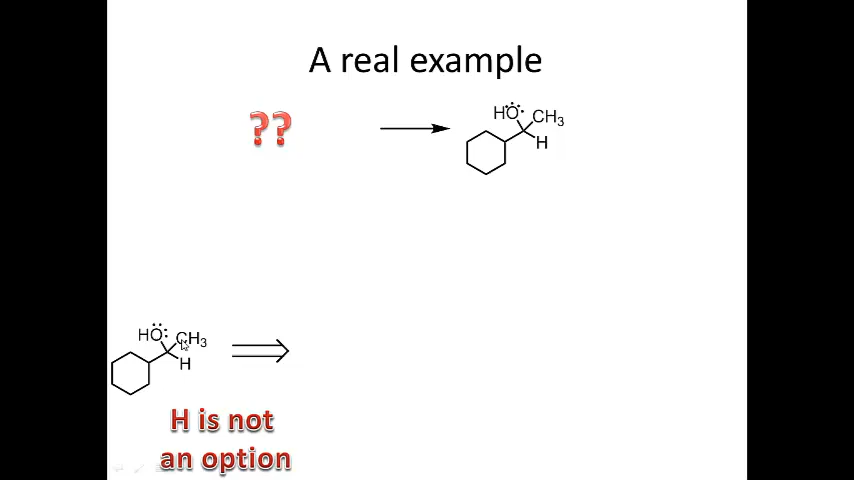 A real example
??
HO CH3
H
HO CH3
H
H is not
an option